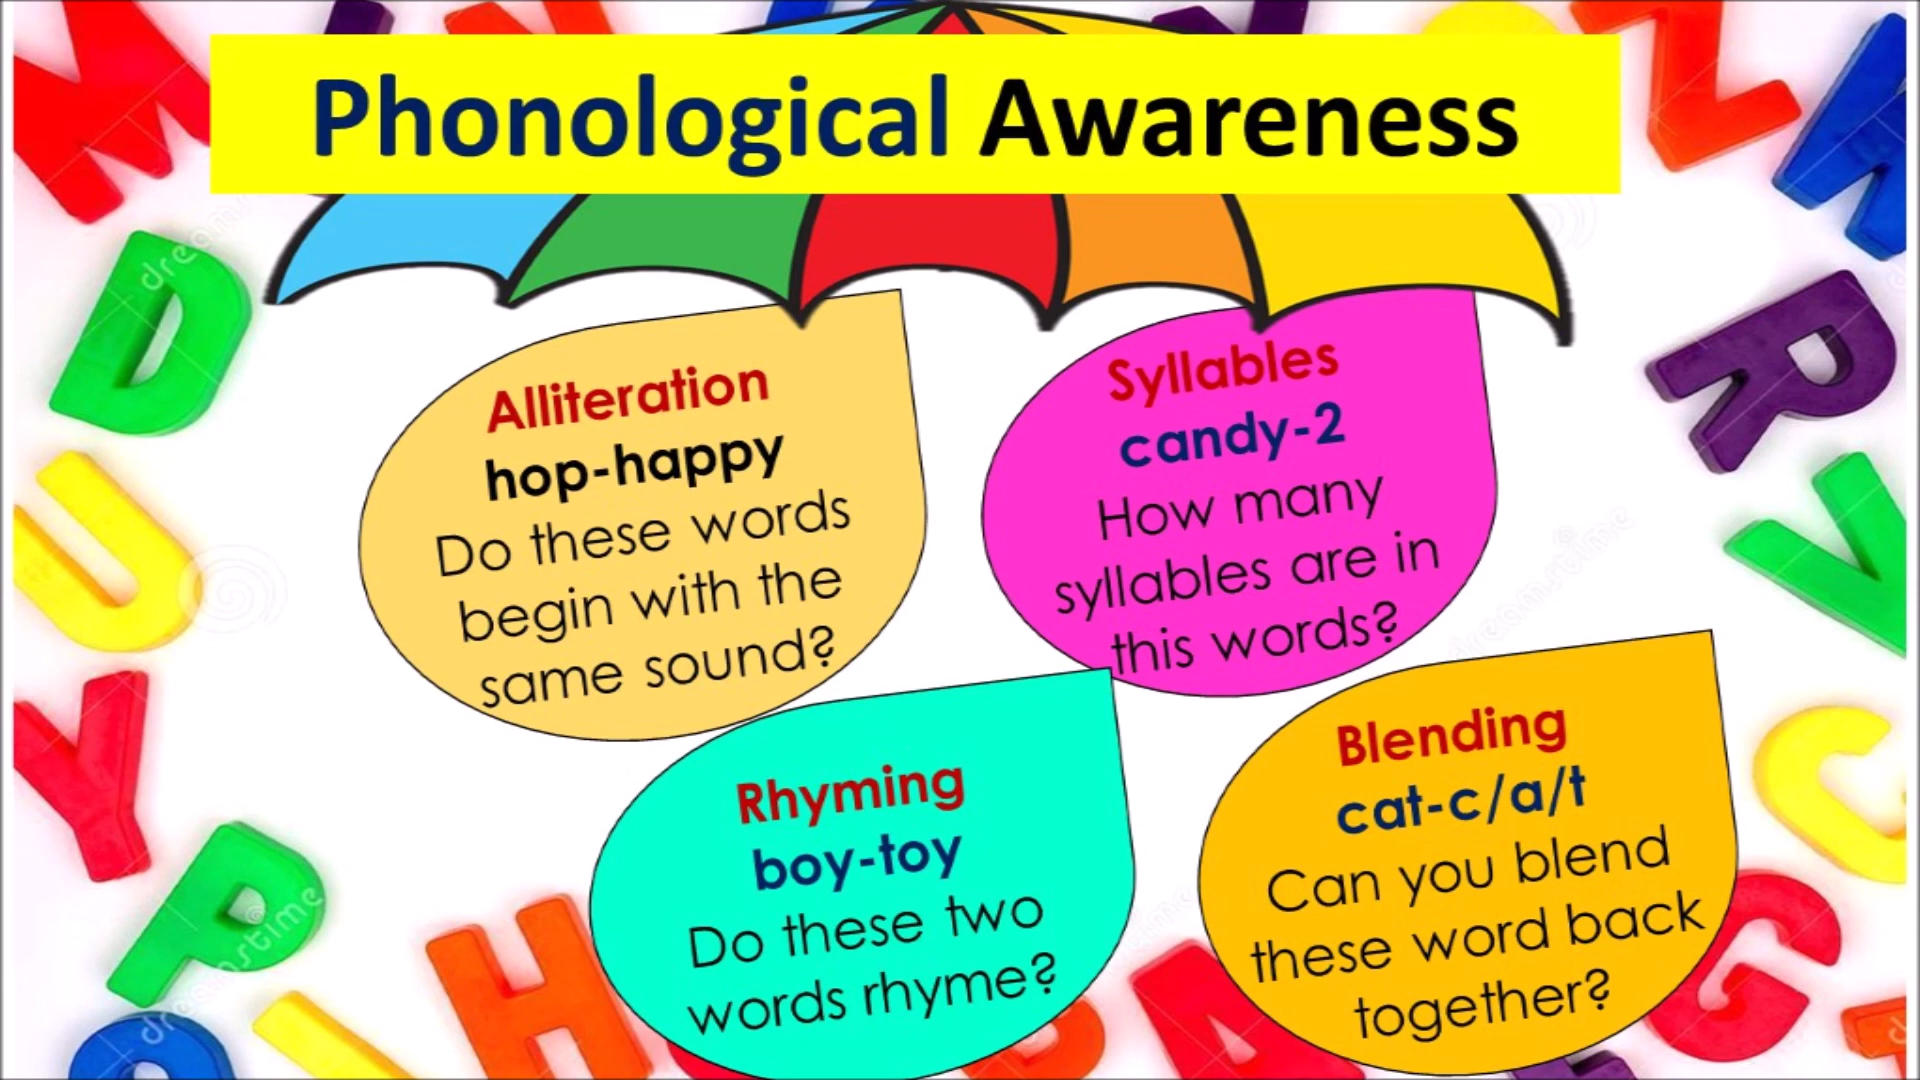 Phonological Awareness
Alliteration
hop-happy
Do these words
begin with the
same sound?
Syllables
candy-2
How many
syllables are in
this words?
Rhyming
boy-toy
Do these two
words rhyme?
Blending
cat-c/a/t
Can you blend
these word back
together?
dreamstime